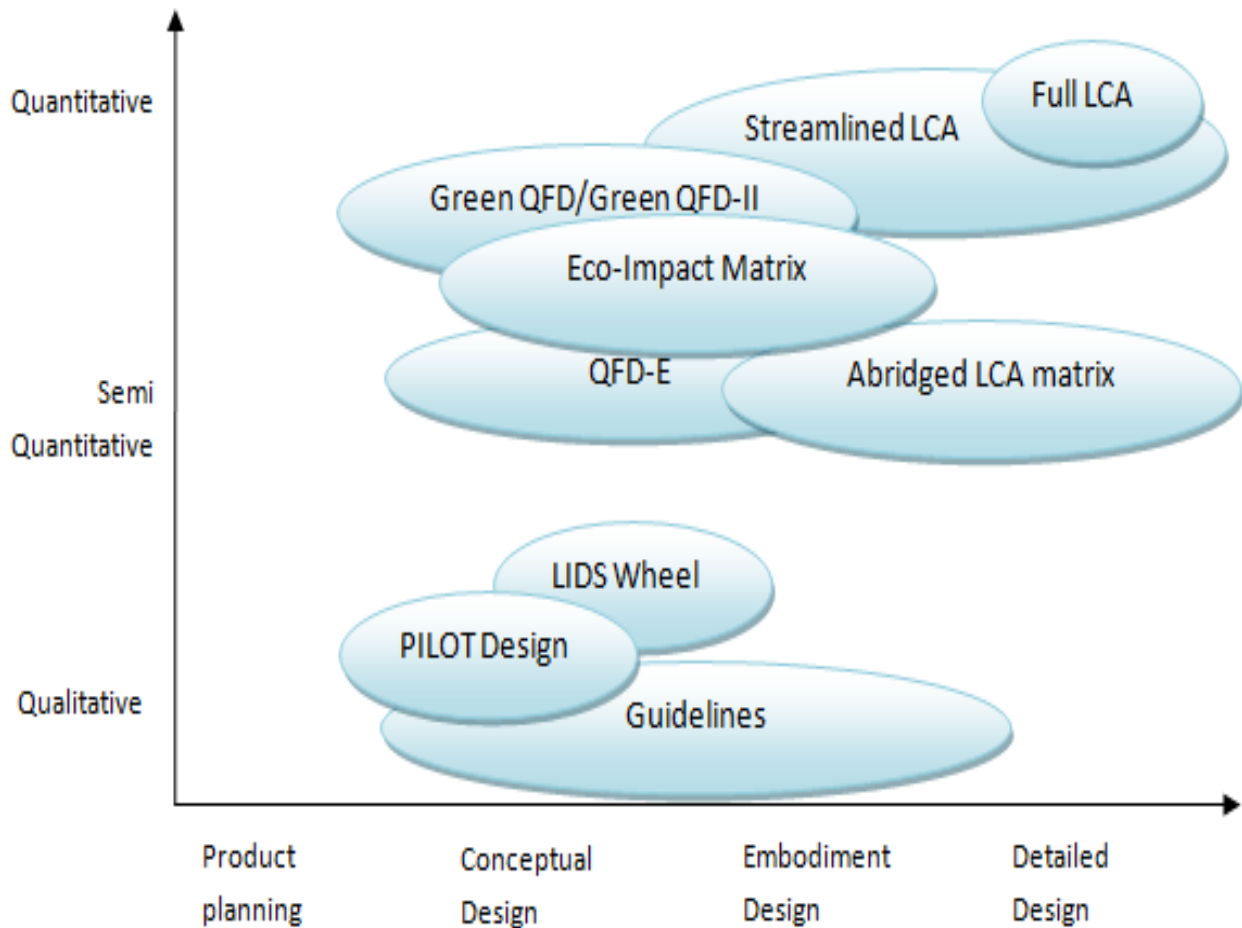 Quantitative
Full LCA
Streamlined LCA
Green QFD/Green QFD-II
Eco-Impact Matrix
QFD-E
Abridged LCA matrix
Semi
Quantitative
LIDS Wheel
PILOT Design
Qualitative
Guidelines
Product
planning
Conceptual
Design
Embodiment
Design
Detailed
Design